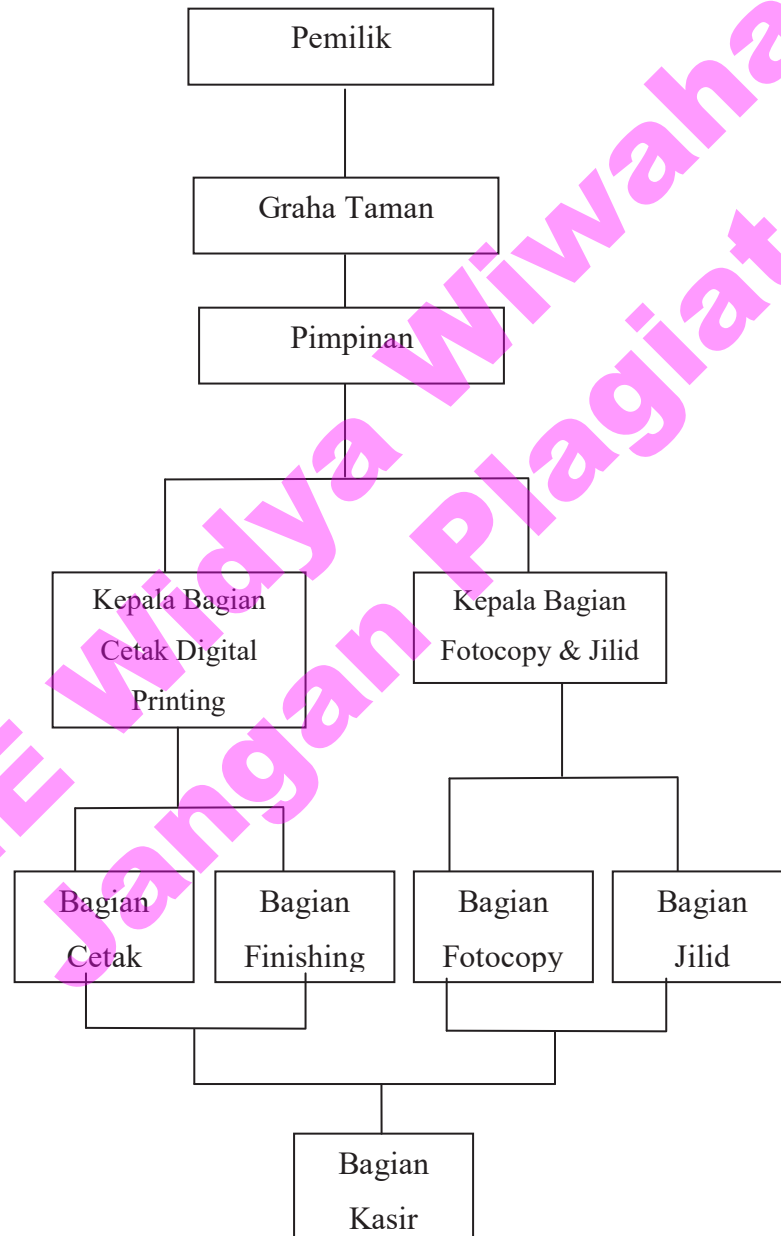 Pemilik
Graha Taman
Pimpinan
Kepala Bagian
Cetak Digital
Printing
Kepala Bagian
Fotocopy & Jilid
Bagian
Cetak
Bagian
Finishing
Bagian
Fotocopy
Bagian
Jilid
Bagian
Kasir
Widya Wiwaha
Jangan Plagiat